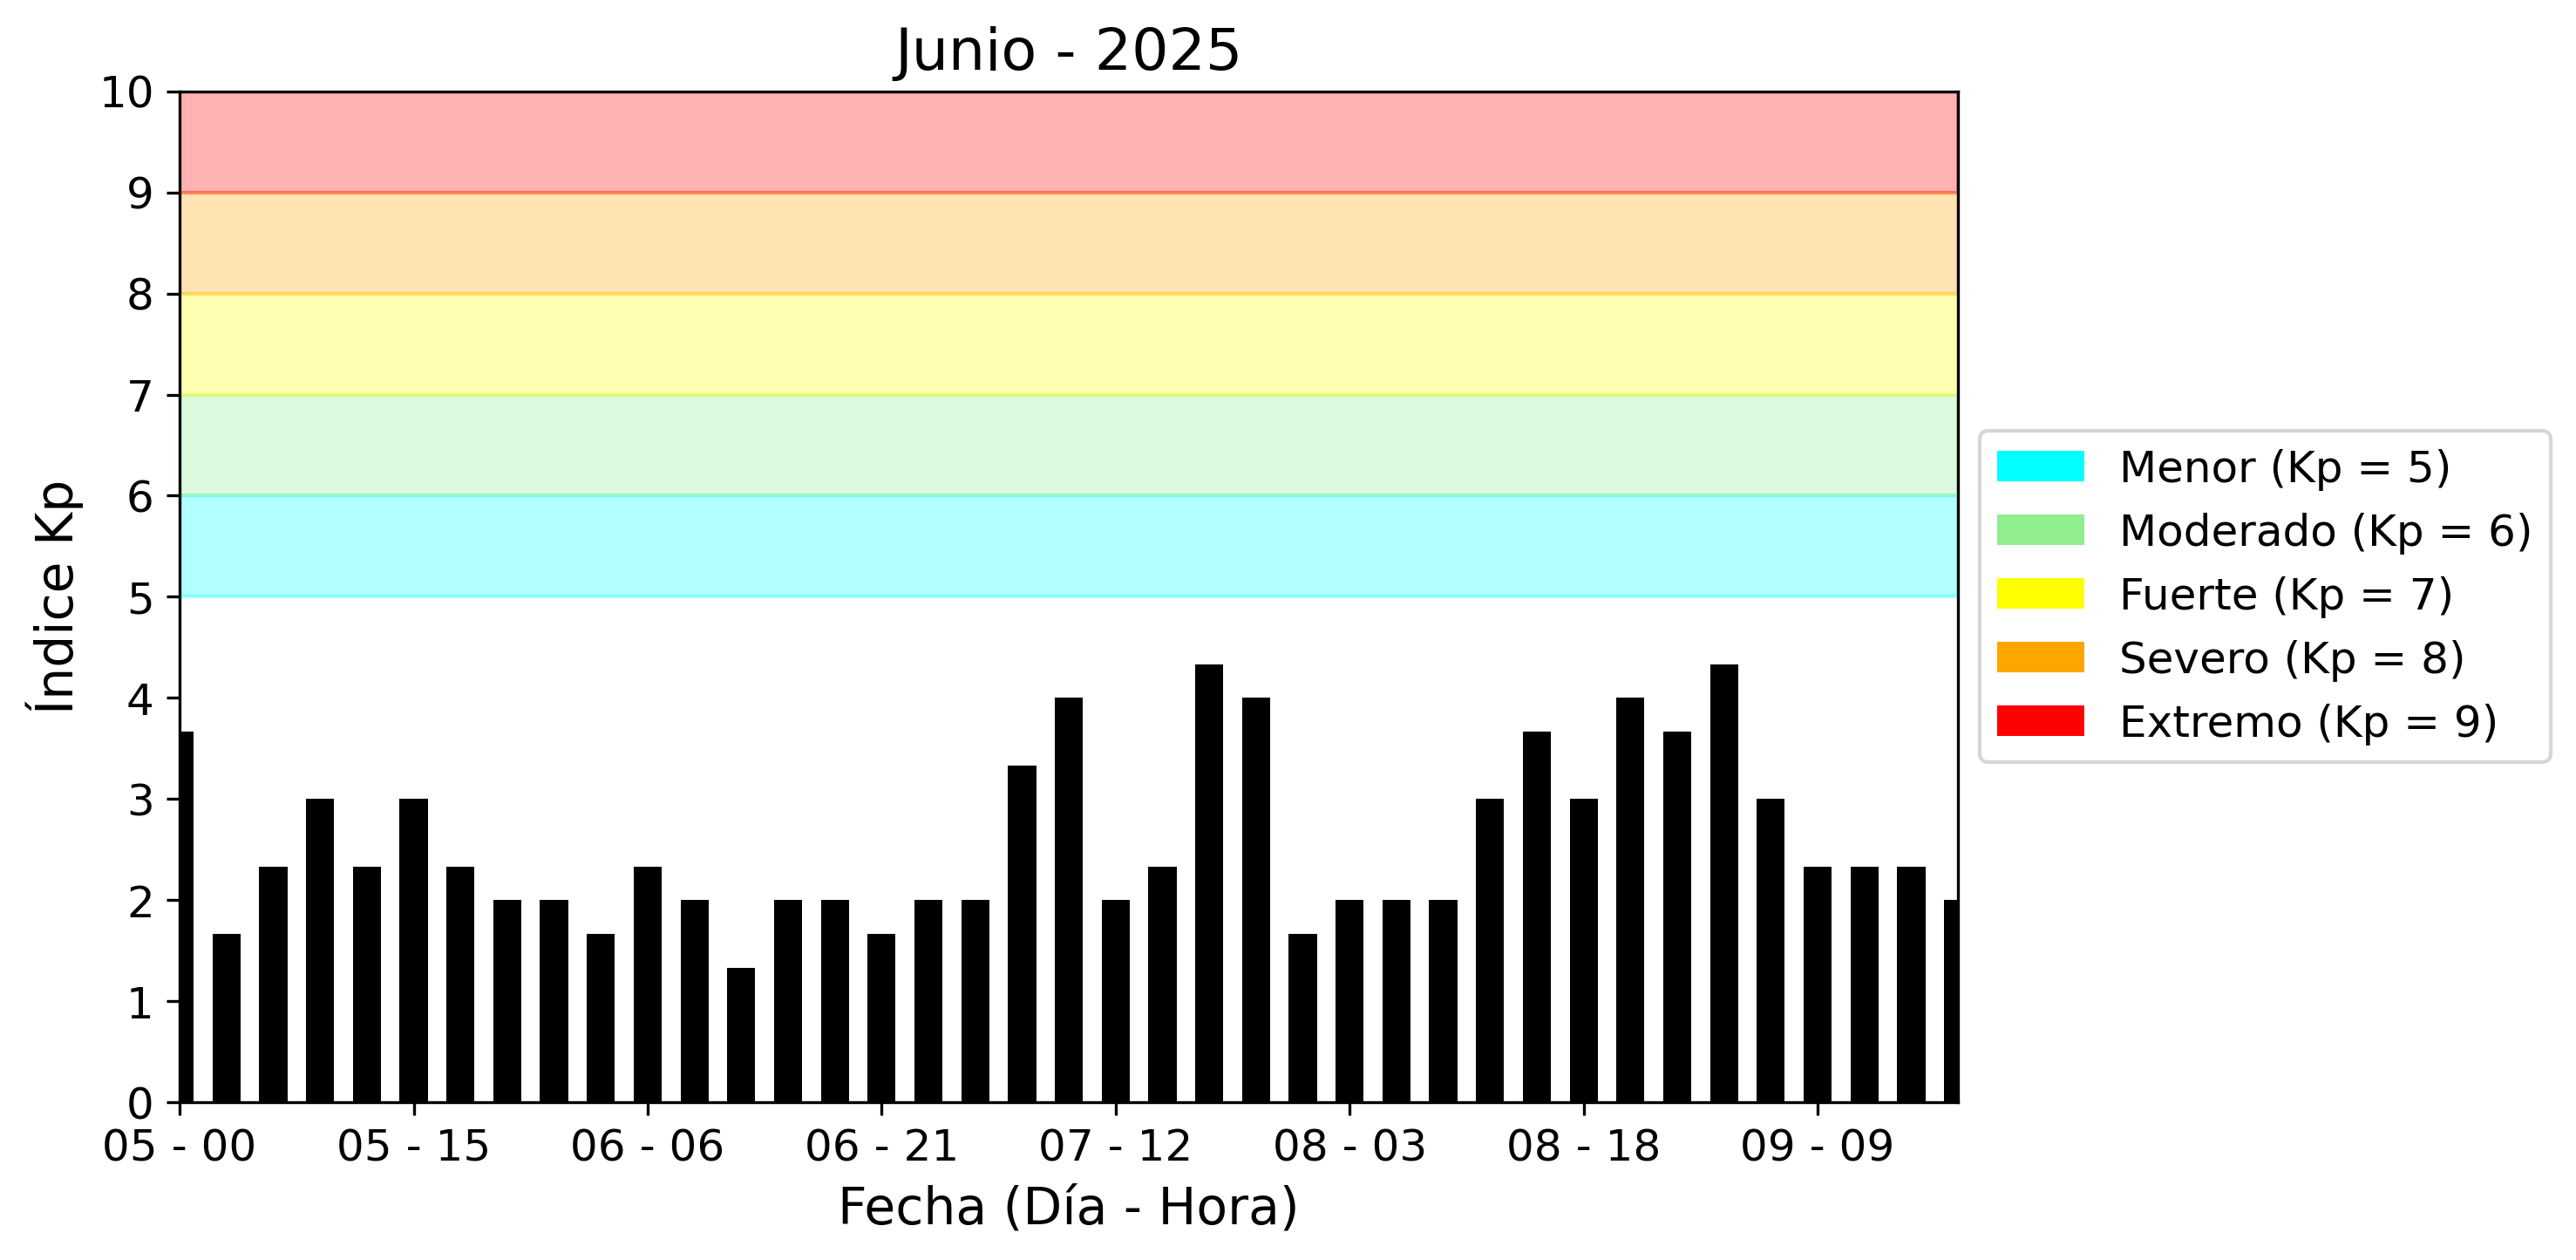 Junio - 2025
10
9
8
7
6
5
4
3
2
1
0
Índice Kp
05 - 00 05 - 15 06 - 06 06 - 21 07 - 12 08 - 03 08 - 18 09 - 09
Fecha (Día - Hora)
Menor (Kp = 5)
Moderado (Kp = 6)
Fuerte (Kp = 7)
Severo (Kp = 8)
Extremo (Kp = 9)